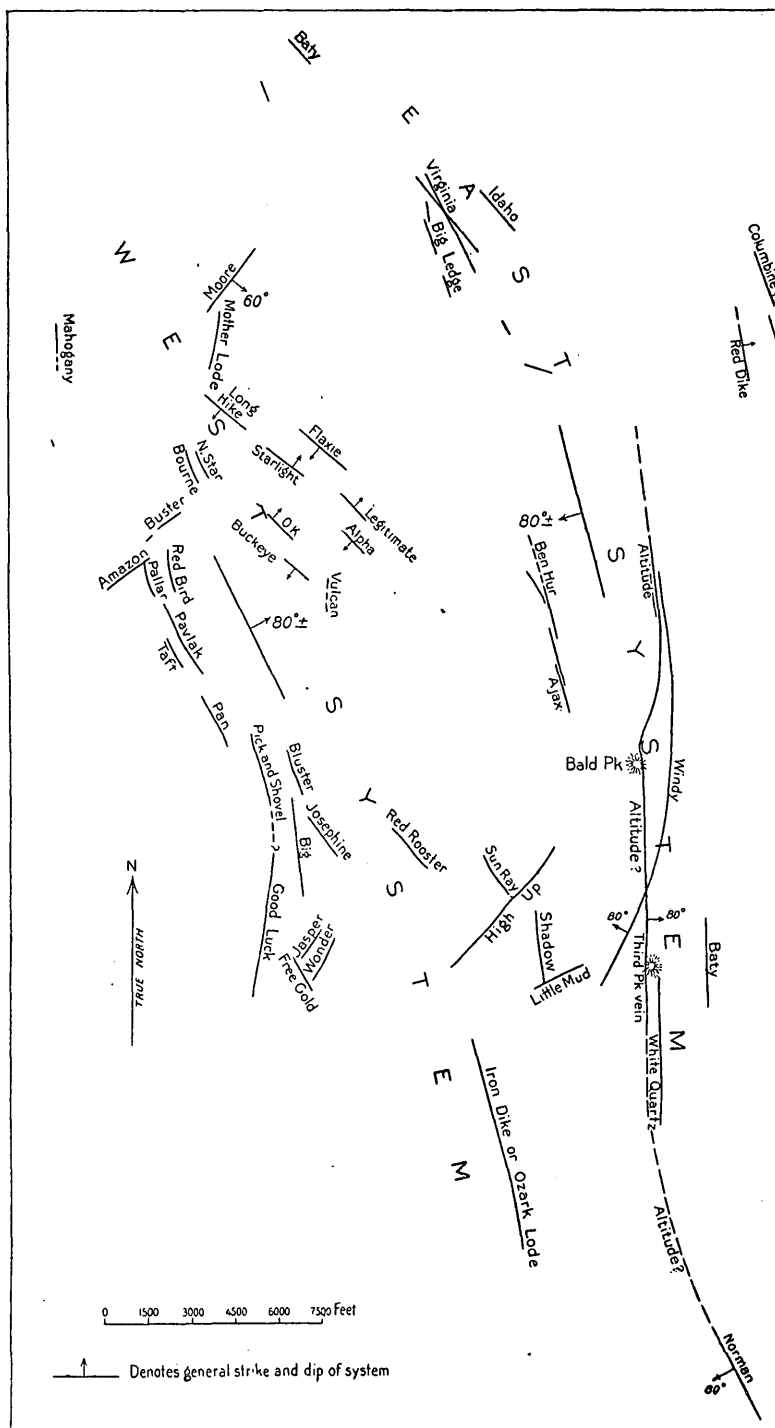 Baty
EAST SYSTEM
Virginia
Idaho
Big Ledge
Columbine
WEST SYSTEM
Moore
60°
Mother Lode
Mahogany
Red Dike
Long
Hike
Flaxie
Starlight
N. Star
Bourne
Buster
O.K
Legitimate
Alpha
Buckeye
Vulcan
80°±
Ben Hur
Altitude
Amazon
Pallar
Red Bird
Pavlak
Taft
80°±
Ajax
Pan
Pick and Shovel
Bluster
Bald Pk
Windy
Josephine
Big
?
Red Rooster
Altitude ?
Sun Ray
High Up
Good Luck
Jasper
Wonder
Free Gold
Shadow
Little Mud
80°
80°
Third Pk vein
Baty
N
TRUE NORTH
White Quartz
Iron Dike or Ozark Lode
Altitude?
Norman
80°
0 1500 3000 4500 6000 7500 Feet
Denotes general strike and dip of system